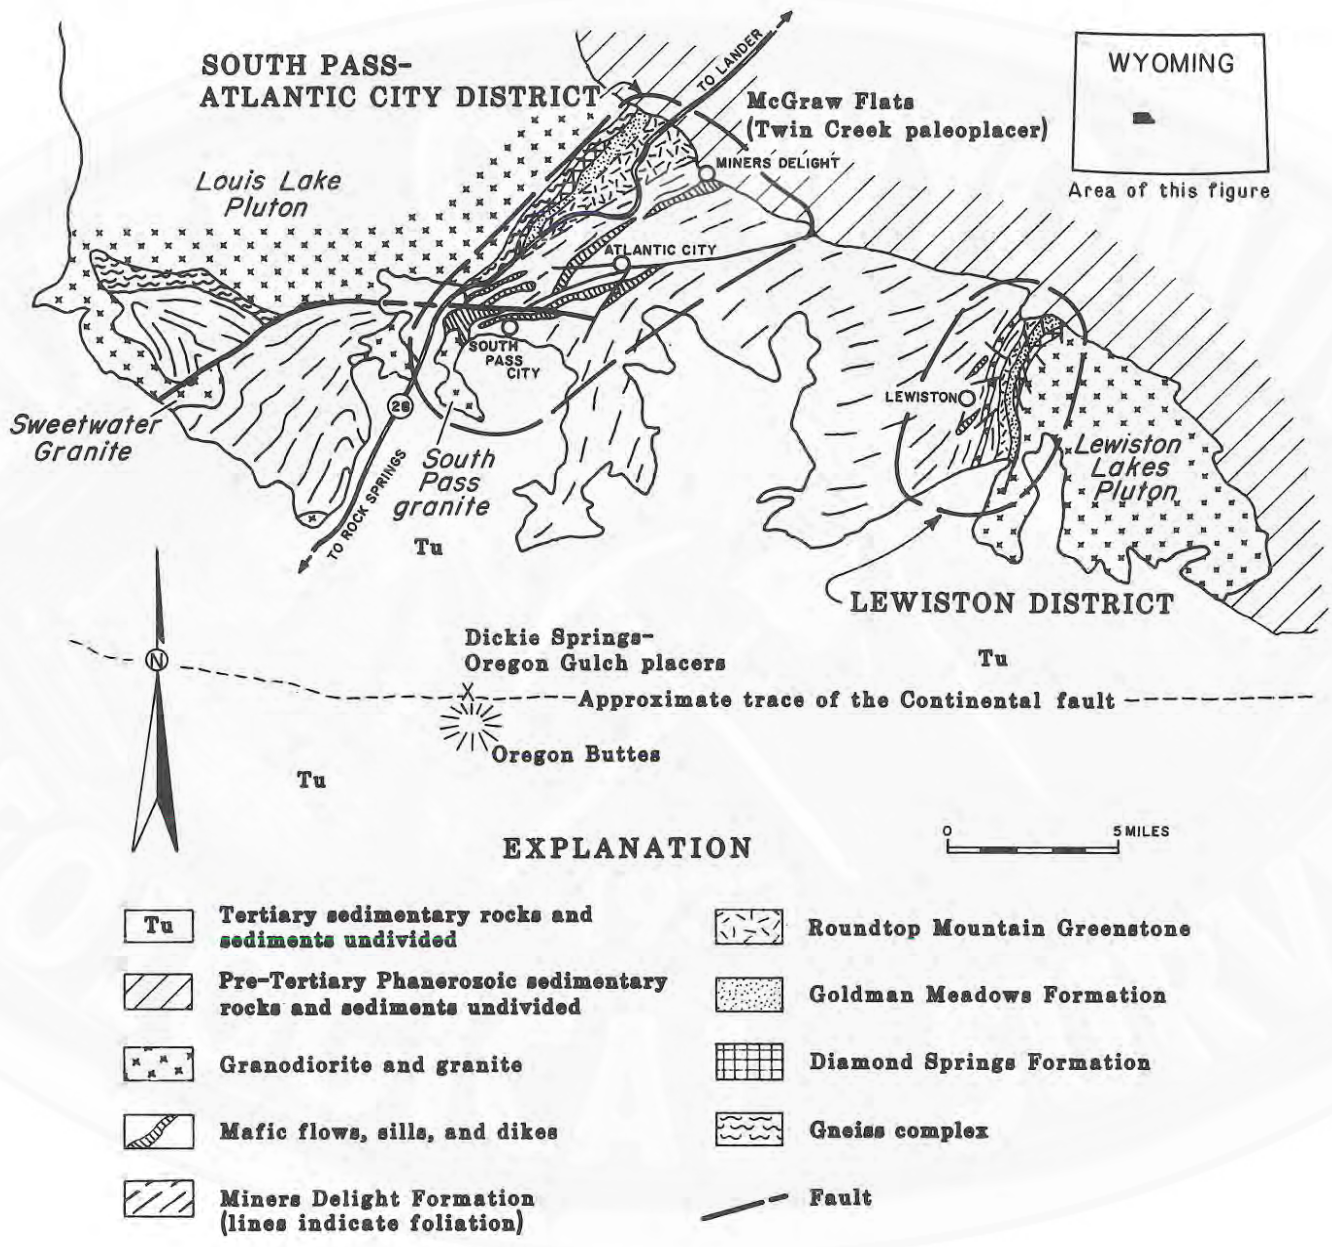 SOUTH PASS-
ATLANTIC CITY DISTRICT
TO LANDER
WYOMING
Area of this figure
McGraw Flats
(Twin Creek paleoplacer)
MINERS DELIGHT
Louis Lake
Pluton
ATLANTIC CITY
SOUTH
PASS
CITY
LEWISTON
28
Sweetwater
Granite
South
Pass
granite
TO ROCK SPRINGS
Tu
Lewiston
Lakes
Pluton
LEWISTON DISTRICT
N
Dickie Springs-
Oregon Gulch placers
Tu
X
Approximate trace of the Continental fault
Oregon Buttes
Tu
0 5 MILES
EXPLANATION
Tu
Tertiary sedimentary rocks and
sediments undivided
Pre-Tertiary Phanerozoic sedimentary
rocks and sediments undivided
Granodiorite and granite
Mafic flows, sills, and dikes
Miners Delight Formation
(lines indicate foliation)
Roundtop Mountain Greenstone
Goldman Meadows Formation
Diamond Springs Formation
Gneiss complex
Fault